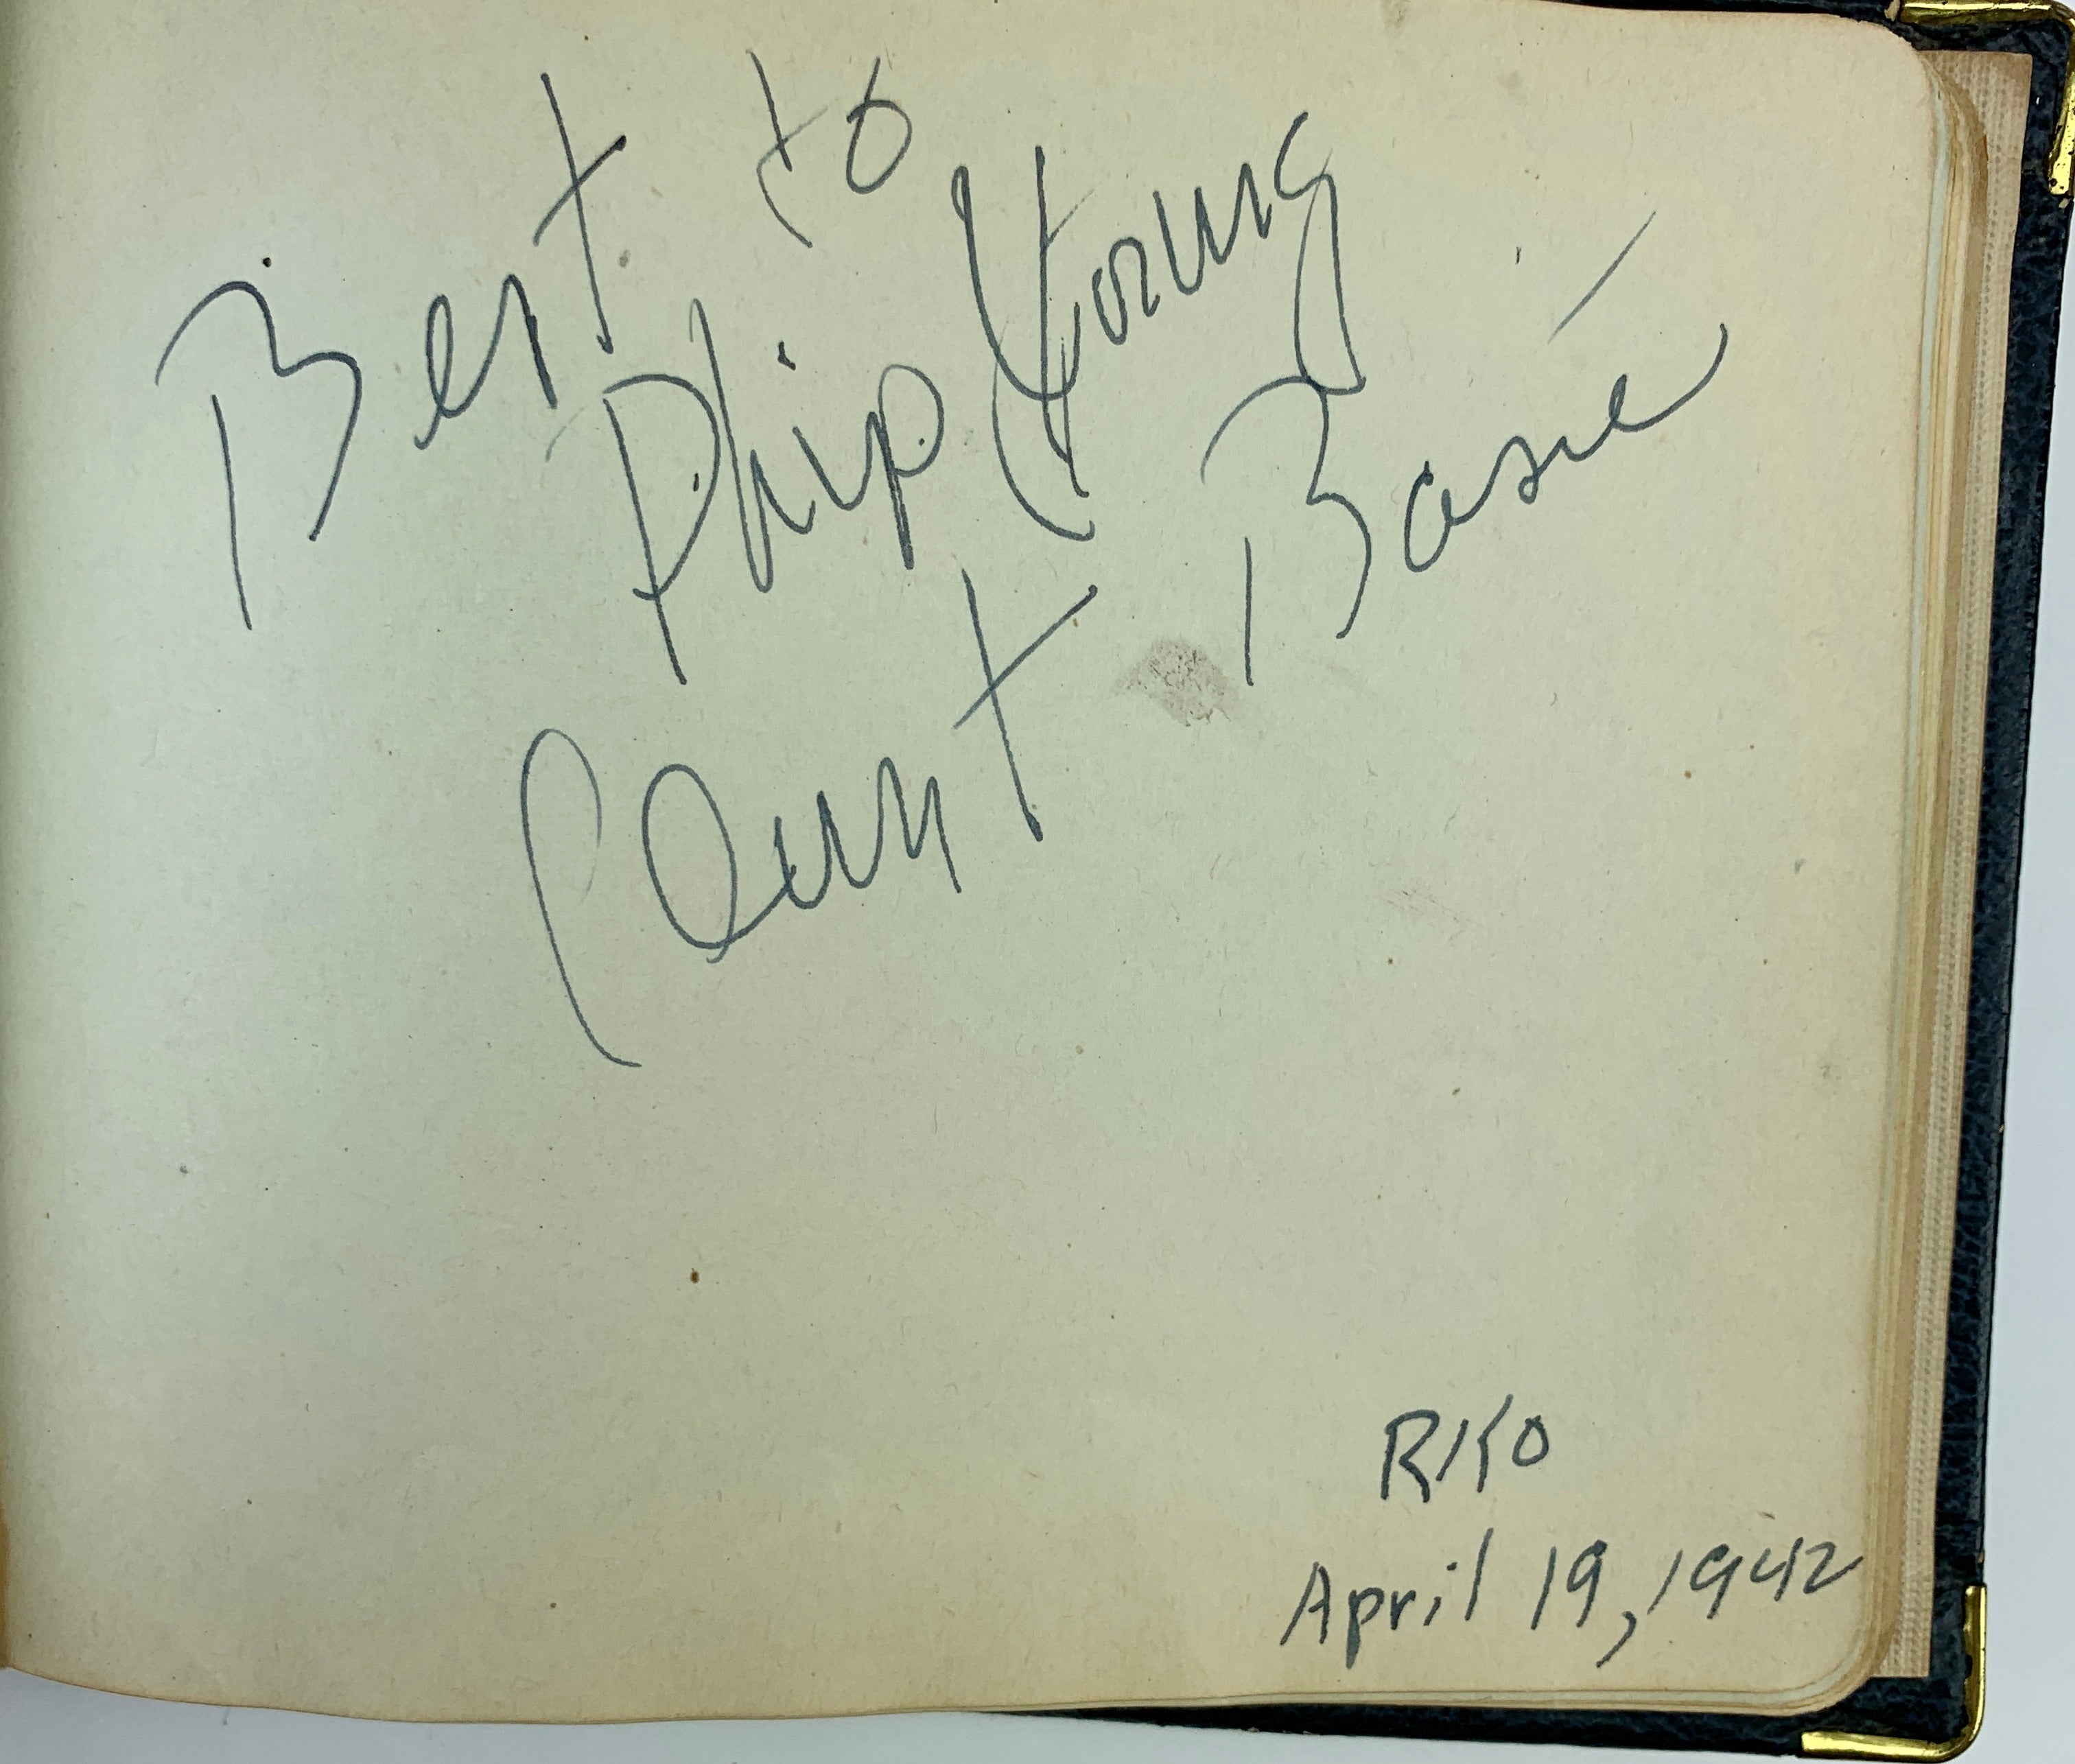 Best to
Phip Young
Count Basie
RKO
April 19, 1942